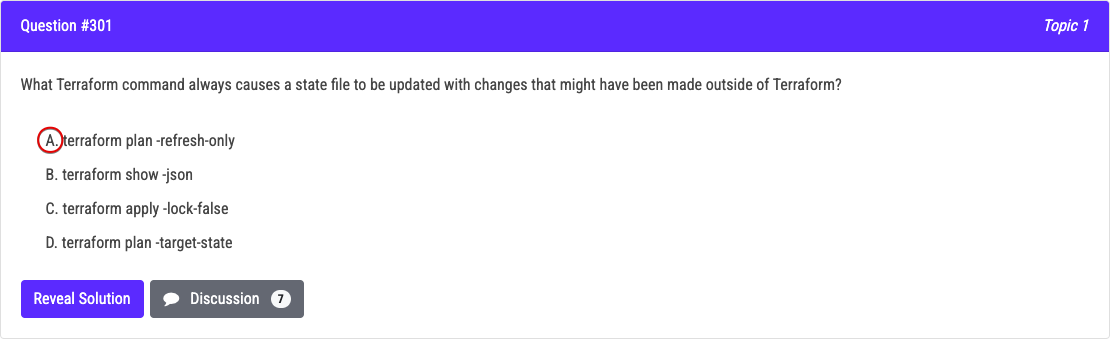 Question #301
Topic 1
What Terraform command always causes a state file to be updated with changes that might have been made outside of Terraform?
A. terraform plan -refresh-only
B. terraform show -json
C. terraform apply -lock-false
D. terraform plan -target-state
Reveal Solution
Discussion 7